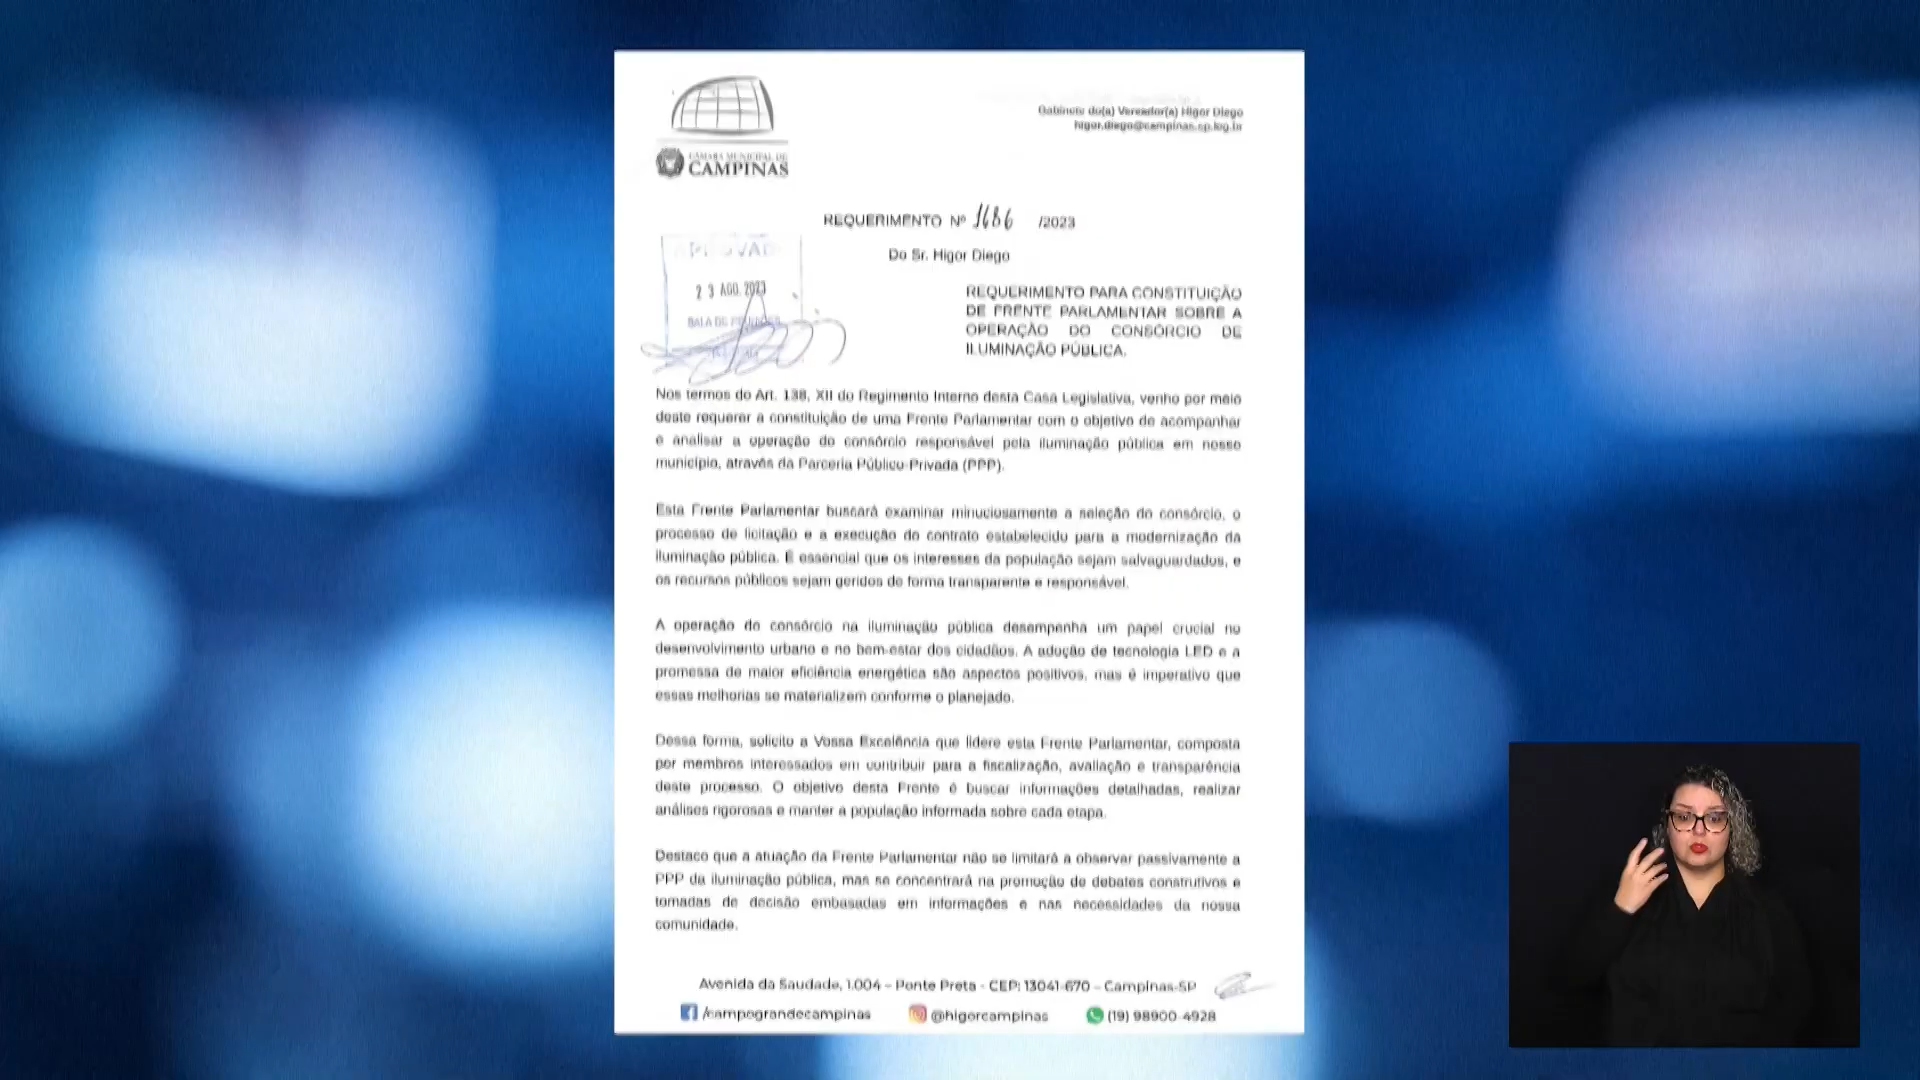 Gabinete do(a) Vereador(a) Higor Diego
higor.diego@campinas.sp.leg.br
CÂMARA MUNICIPAL DE
CAMPINAS
REQUERIMENTO Nº 1686 /2023
Do Sr. Higor Diego
23 AGO. 2023
SALA DE REUNIÕES
REQUERIMENTO PARA CONSTITUIÇÃO
DE FRENTE PARLAMENTAR SOBRE A
OPERAÇÃO DO CONSÓRCIO DE
ILUMINAÇÃO PÚBLICA.
Nos termos do Art. 138, XII do Regimento Interno desta Casa Legislativa, venho por meio
deste requerer a constituição de uma Frente Parlamentar com o objetivo de acompanhar
e analisar a operação do consórcio responsável pela iluminação pública em nosso
município, através da Parceria Público-Privada (PPP).
Esta Frente Parlamentar buscará examinar minuciosamente a seleção do consórcio, o
processo de licitação e a execução do contrato estabelecido para a modernização da
iluminação pública. É essencial que os interesses da população sejam salvaguardados, e
os recursos públicos sejam geridos de forma transparente e responsável.
A operação do consórcio na iluminação pública desempenha um papel crucial no
desenvolvimento urbano e no bem-estar dos cidadãos. A adoção de tecnologia LED e a
promessa de maior eficiência energética são aspectos positivos, mas é imperativo que
essas melhorias se materializem conforme o planejado.
Dessa forma, solicito a Vossa Excelência que lidere esta Frente Parlamentar, composta
por membros interessados em contribuir para a fiscalização, avaliação e transparência
deste processo. O objetivo desta Frente é buscar informações detalhadas, realizar
análises rigorosas e manter a população informada sobre cada etapa.
Destaco que a atuação da Frente Parlamentar não se limitará a observar passivamente a
PPP da iluminação pública, mas se concentrará na promoção de debates construtivos e
tomadas de decisão embasadas em informações e nas necessidades da nossa
comunidade.
Avenida da Saudade, 1.004 – Ponte Preta - CEP: 13041-670 – Campinas-SP
/campograndecampinas @higorcampinas (19) 98900-4928